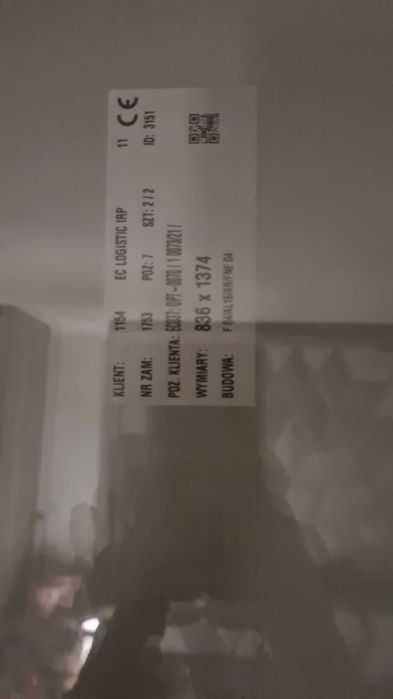 KLIENT: 1154 EC LOGISTIC IRP 11 CE
NR ZAM: 1753 POZ: 7 SZT: 2 / 2 ID: 3151
POZ. KLIENTA:
WYMIARY: 836 x 1374
BUDOWA: